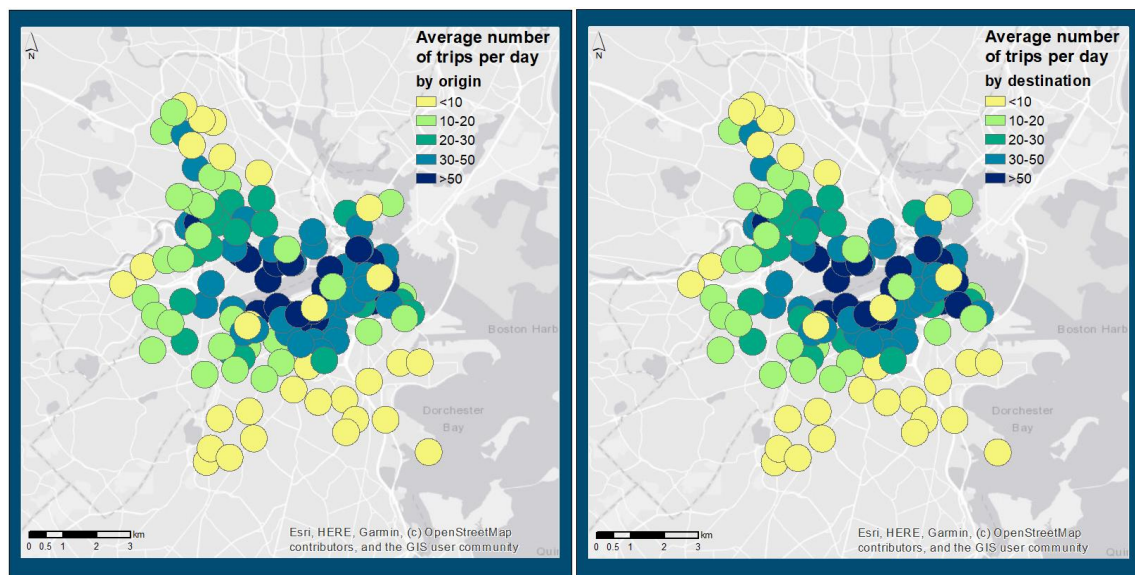 Average number
of trips per day
by origin
<10
10-20
20-30
30-50
>50
N
Boston Harb
Dorchester
Bay
Quin
km
0 0.5 1 2 3
Esri, HERE, Garmin, (c) OpenStreetMap
contributors, and the GIS user community
Average number
of trips per day
by destination
<10
10-20
20-30
30-50
>50
N
Boston Harb
Dorchester
Bay
Quin
km
0 0.5 1 2 3
Esri, HERE, Garmin, (c) OpenStreetMap
contributors, and the GIS user community